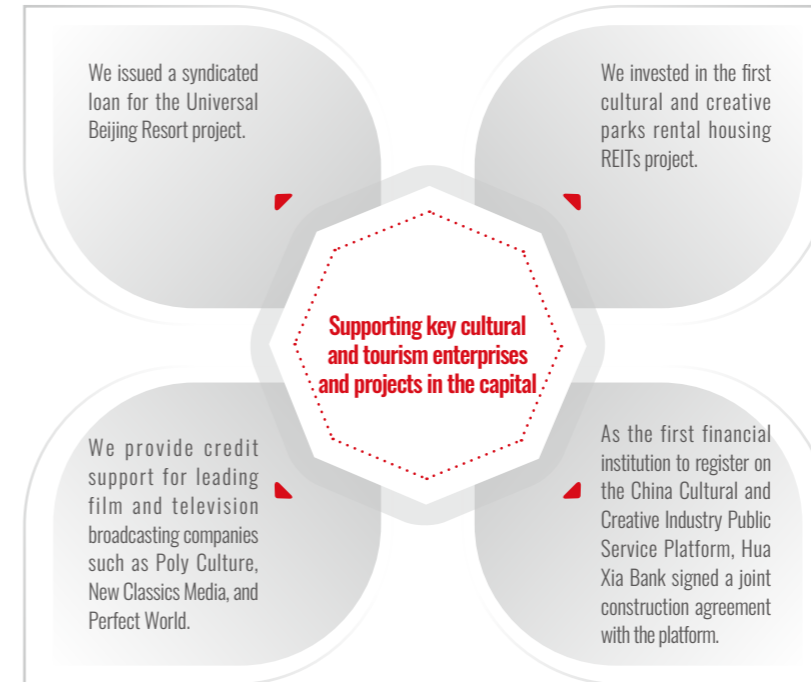 We issued a syndicated
loan for the Universal
Beijing Resort project.
We invested in the first
cultural and creative
parks rental housing
REITs project.
Supporting key cultural
and tourism enterprises
and projects in the capital
We provide credit
support for leading
film and television
broadcasting companies
such as Poly Culture,
New Classics Media, and
Perfect World.
As the first financial
institution to register on
the China Cultural and
Creative Industry Public
Service Platform, Hua
Xia Bank signed a joint
construction agreement
with the platform.